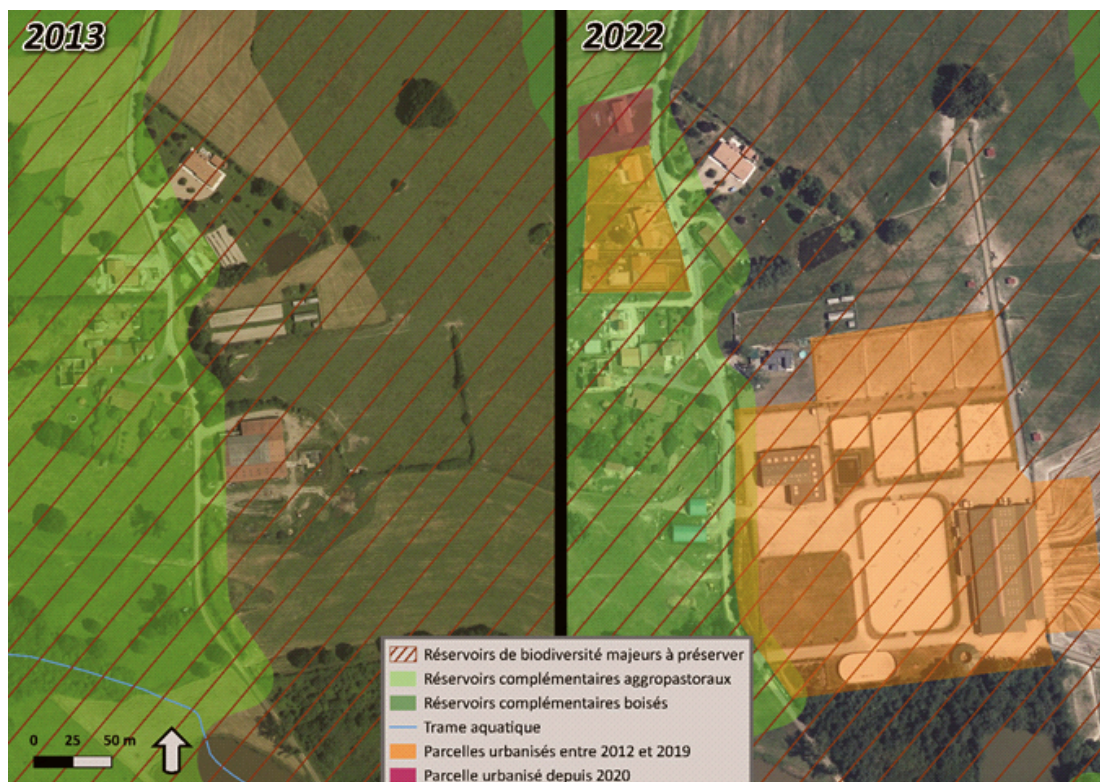 2013
2022
Réservoirs de biodiversité majeurs à préserver
Réservoirs complémentaires aggropastoraux
Réservoirs complémentaires boisés
Trame aquatique
Parcelles urbanisés entre 2012 et 2019
Parcelle urbanisé depuis 2020
0 25 50 m